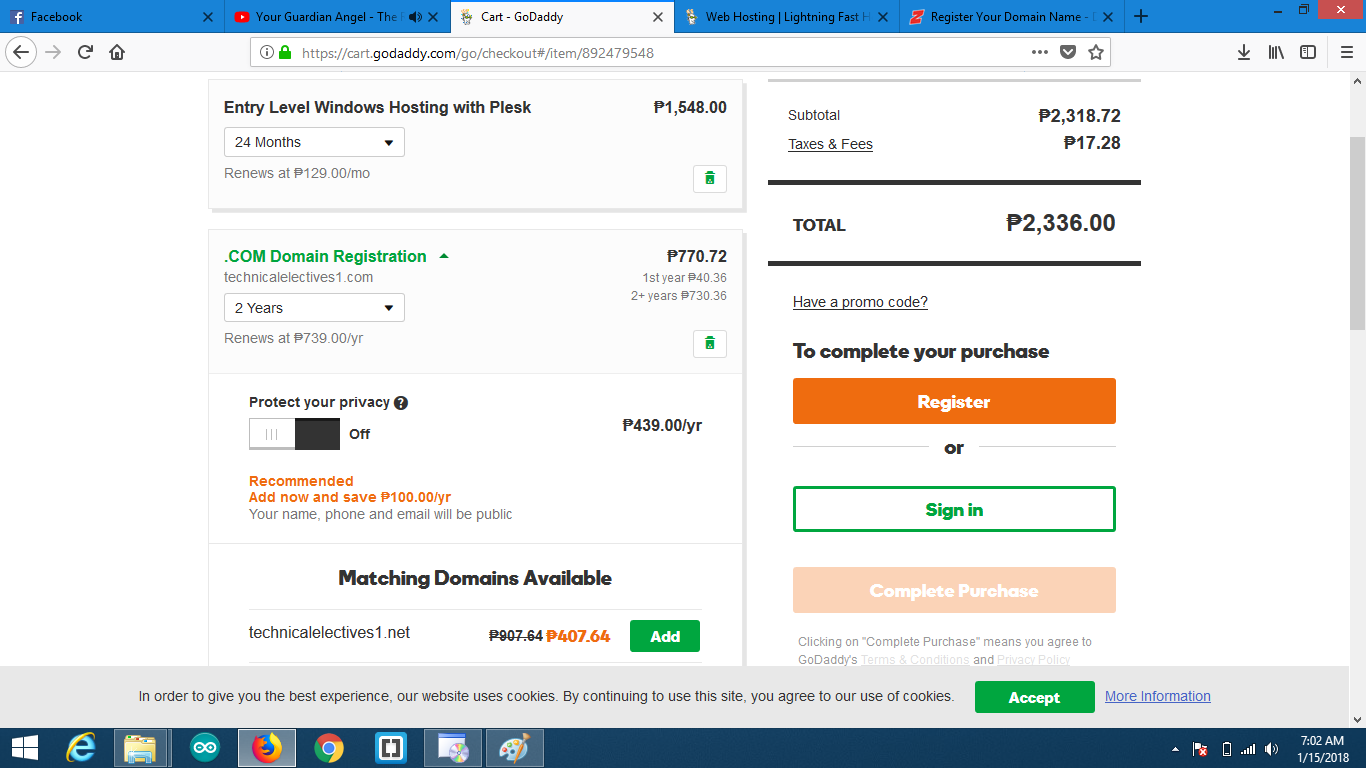 Facebook
Your Guardian Angel - The
Cart - GoDaddy
Web Hosting | Lightning Fast H
Register Your Domain Name -
https://cart.godaddy.com/go/checkout#/item/892479548
Entry Level Windows Hosting with Plesk ₱1,548.00
24 Months
Renews at ₱129.00/mo
.COM Domain Registration ₱770.72
technicalelectives1.com 1st year ₱40.36
2+ years ₱730.36
2 Years
Renews at ₱739.00/yr
Protect your privacy ?
Off ₱439.00/yr
Recommended
Add now and save ₱100.00/yr
Your name, phone and email will be public
Matching Domains Available
technicalelectives1.net ₱907.64 ₱407.64 Add
Subtotal ₱2,318.72
Taxes & Fees ₱17.28
TOTAL ₱2,336.00
Have a promo code?
To complete your purchase
Register
or
Sign in
Complete Purchase
Clicking on "Complete Purchase" means you agree to
GoDaddy's Terms & Conditions and Privacy Policy
In order to give you the best experience, our website uses cookies. By continuing to use this site, you agree to our use of cookies. Accept More Information
7:02 AM
1/15/2018